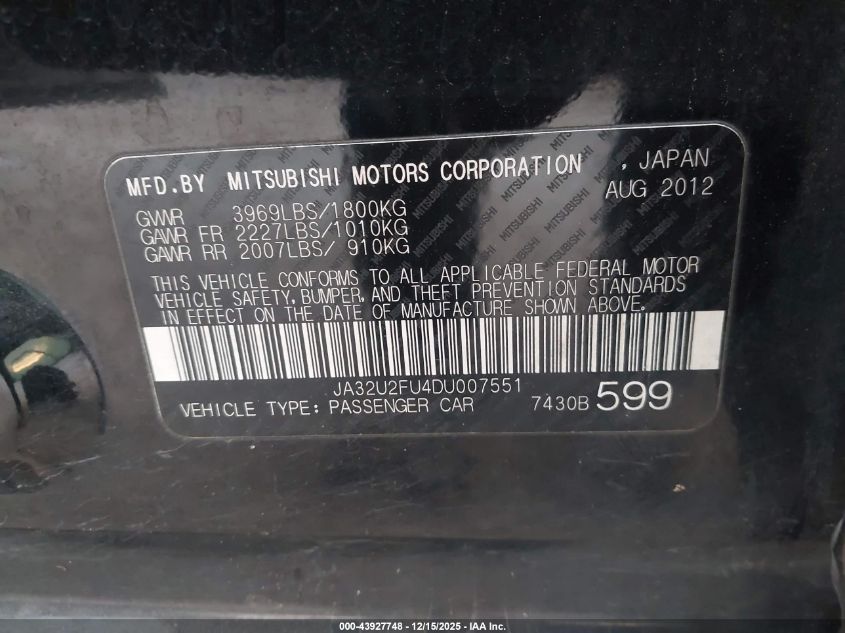 MFD.BY MITSUBISHI MOTORS CORPORATION , JAPAN
AUG 2012
GVWR 3969LBS/1800KG
GAWR FR 2227LBS/1010KG
GAWR RR 2007LBS/ 910KG
THIS VEHICLE CONFORMS TO ALL APPLICABLE FEDERAL MOTOR
VEHICLE SAFETY, BUMPER, AND THEFT PREVENTION STANDARDS
IN EFFECT ON THE DATE OF MANUFACTURE SHOWN ABOVE.
JA32U2FU4DU007551
VEHICLE TYPE: PASSENGER CAR 7430B 599
000-43927748 - 12/15/2025 - IAA Inc.